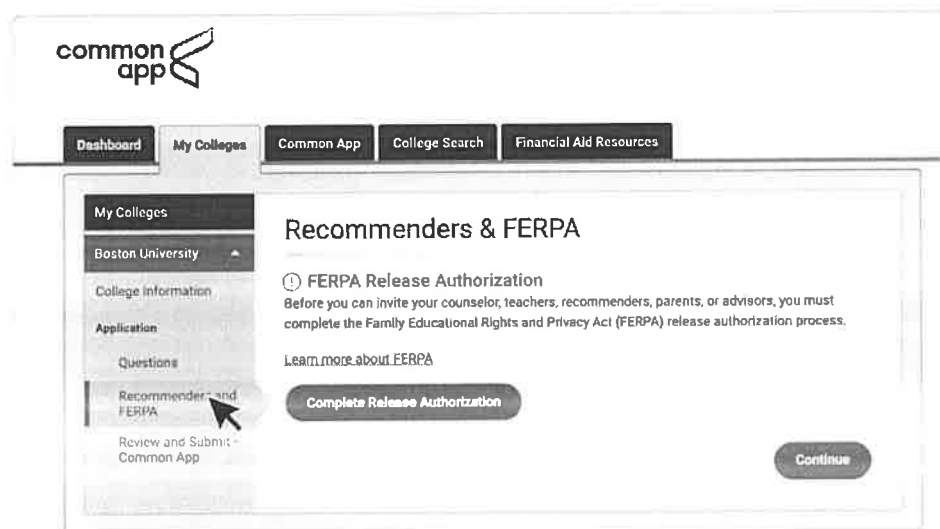 common
app
Dashboard
My Colleges
Common App
College Search
Financial Aid Resources
My Colleges
Boston University
College Information
Application
Questions
Recommenders and
FERPA
Review and Submit -
Common App
Recommenders & FERPA
FERPA Release Authorization
Before you can invite your counselor, teachers, recommenders, parents, or advisors, you must
complete the Family Educational Rights and Privacy Act (FERPA) release authorization process.
Learn more about FERPA
Complete Release Authorization
Continue